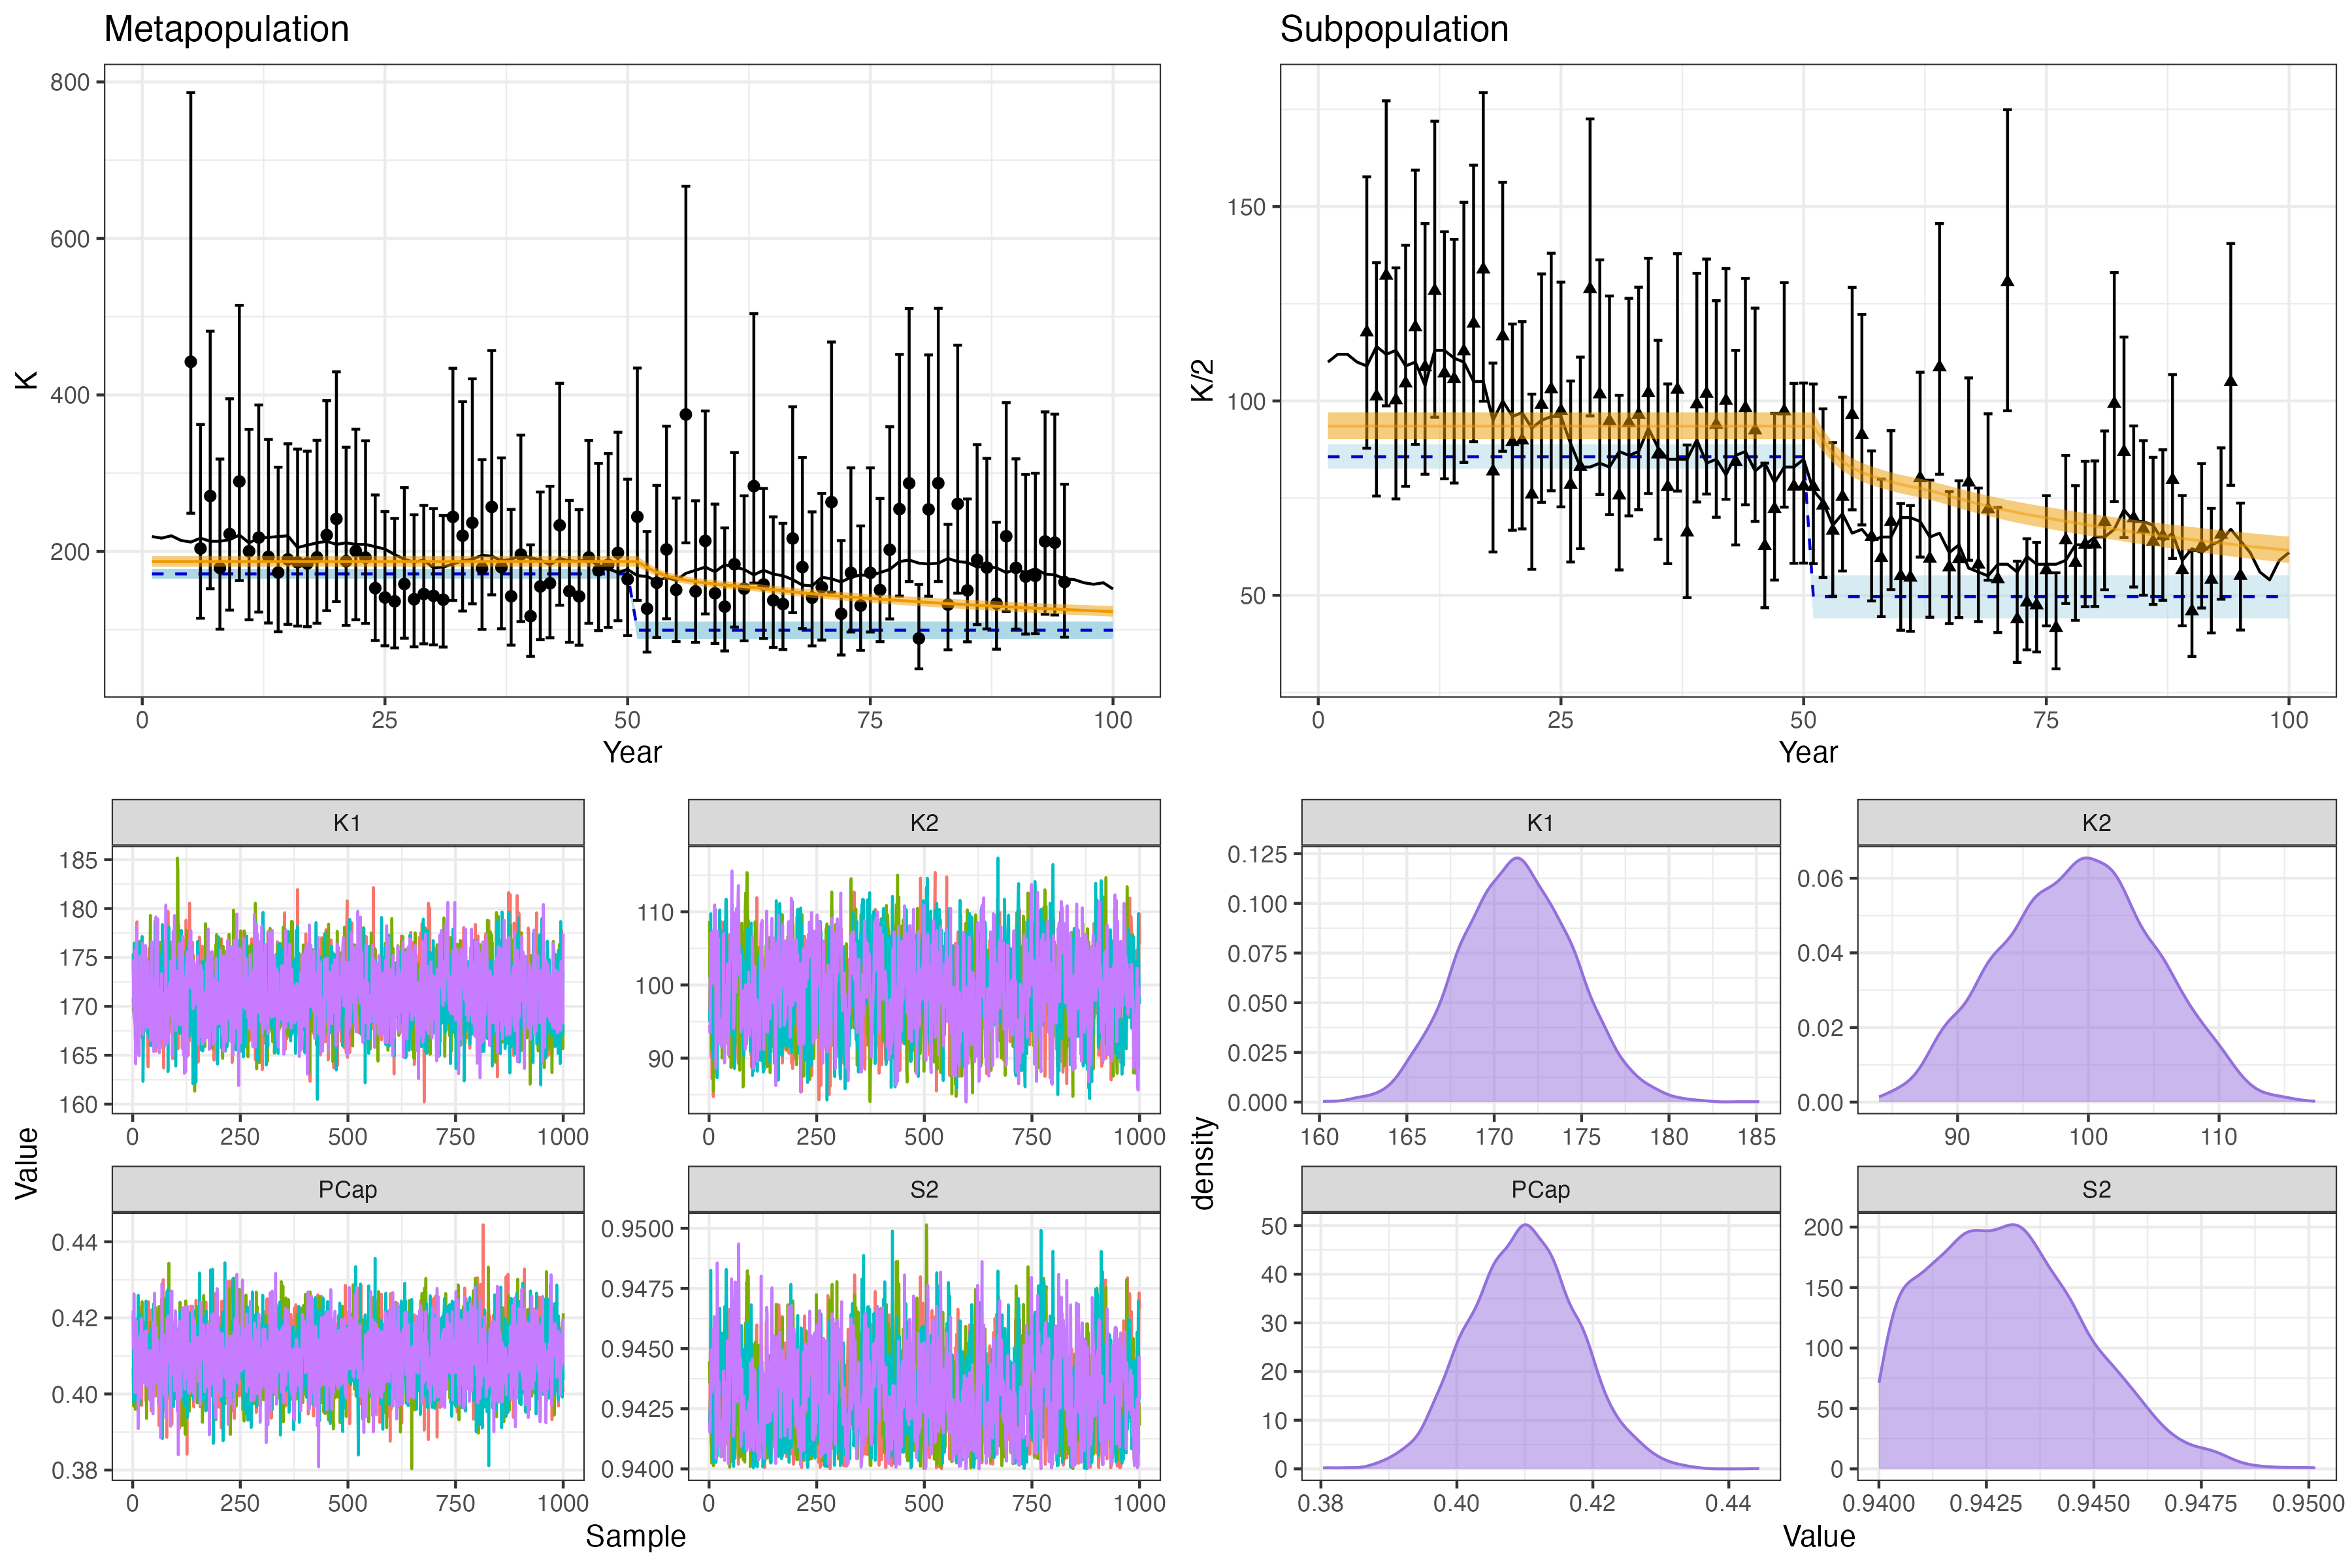 Metapopulation
K
800
600
400
200
0 25 50 75 100
Year
Subpopulation
K/2
150
100
50
0 25 50 75 100
Year
Value
K1
185
180
175
170
165
160
0 250 500 750 1000
K2
110
100
90
0 250 500 750 1000
PCap
0.44
0.42
0.40
0.38
0 250 500 750 1000
S2
0.9500
0.9475
0.9450
0.9425
0.9400
0 250 500 750 1000
Sample
density
K1
0.125
0.100
0.075
0.050
0.025
0.000
160 165 170 175 180 185
K2
0.06
0.04
0.02
0.00
90 100 110
PCap
50
40
30
20
10
0
0.38 0.40 0.42 0.44
S2
200
150
100
50
0
0.9400 0.9425 0.9450 0.9475 0.9500
Value